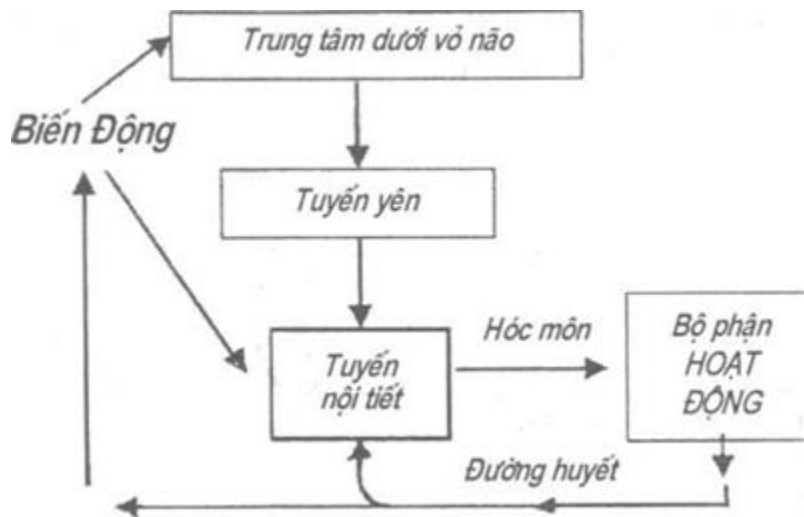 Trung tâm dưới vỏ não
Biến Động
Tuyến yên
Hóc môn
Bộ phận
HOẠT
ĐỘNG
Tuyến
nội tiết
Đường huyết